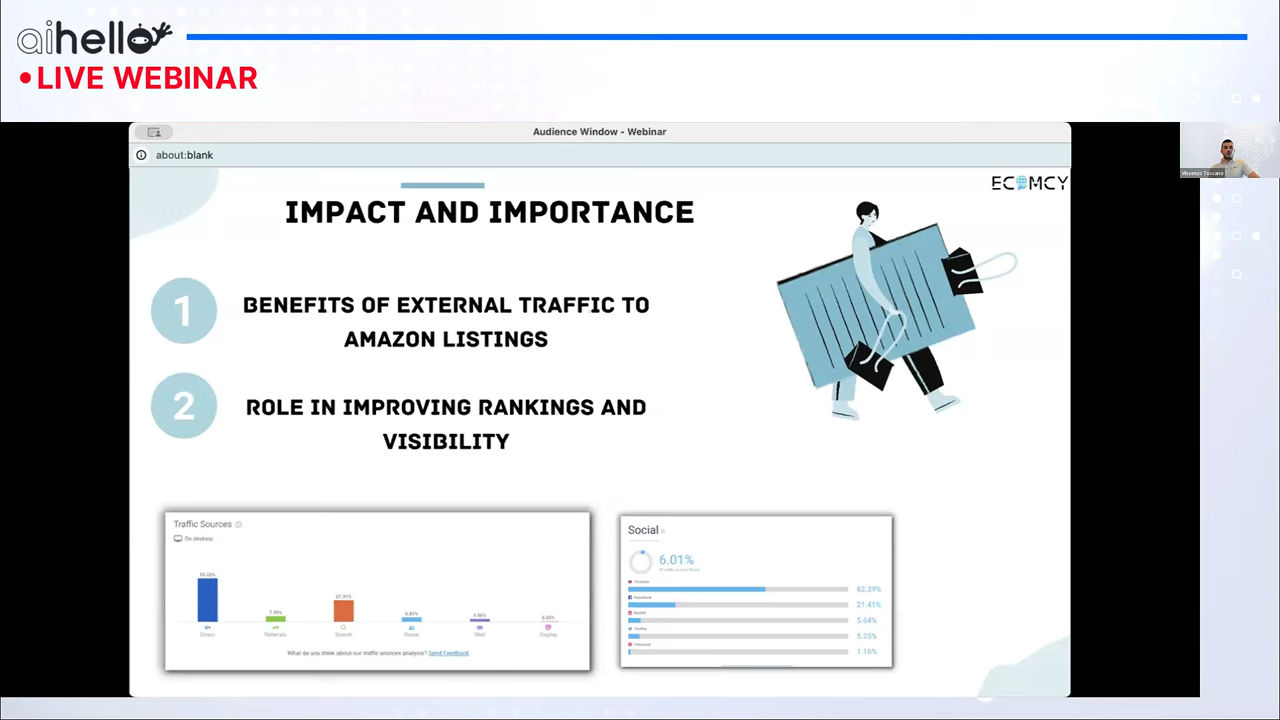 aihello
•LIVE WEBINAR
Audience Window - Webinar
about:blank
Vincenzo Toscano
ECOMCY
IMPACT AND IMPORTANCE
1
BENEFITS OF EXTERNAL TRAFFIC TO
AMAZON LISTINGS
2
ROLE IN IMPROVING RANKINGS AND
VISIBILITY
Traffic Sources
On desktop
Direct
Referrals
Search
Social
Mail
Display
What do you think about our traffic sources analysis? Send Feedback
Social
6.01%
Youtube
62.29%
Facebook
21.41%
Reddit
5.64%
Twitter
5.25%
Pinterest
1.16%